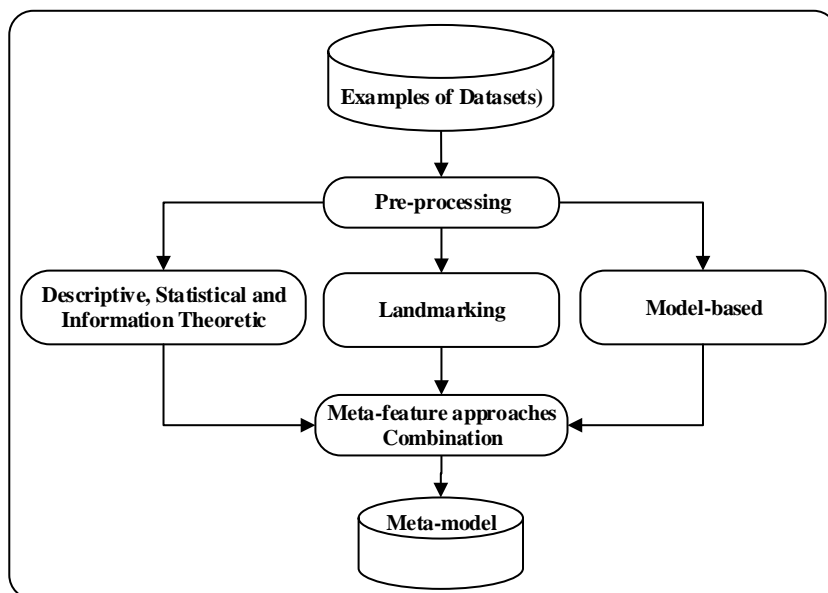 Examples of Datasets)
Pre-processing
Descriptive, Statistical and
Information Theoretic
Landmarking
Model-based
Meta-feature approaches
Combination
Meta-model